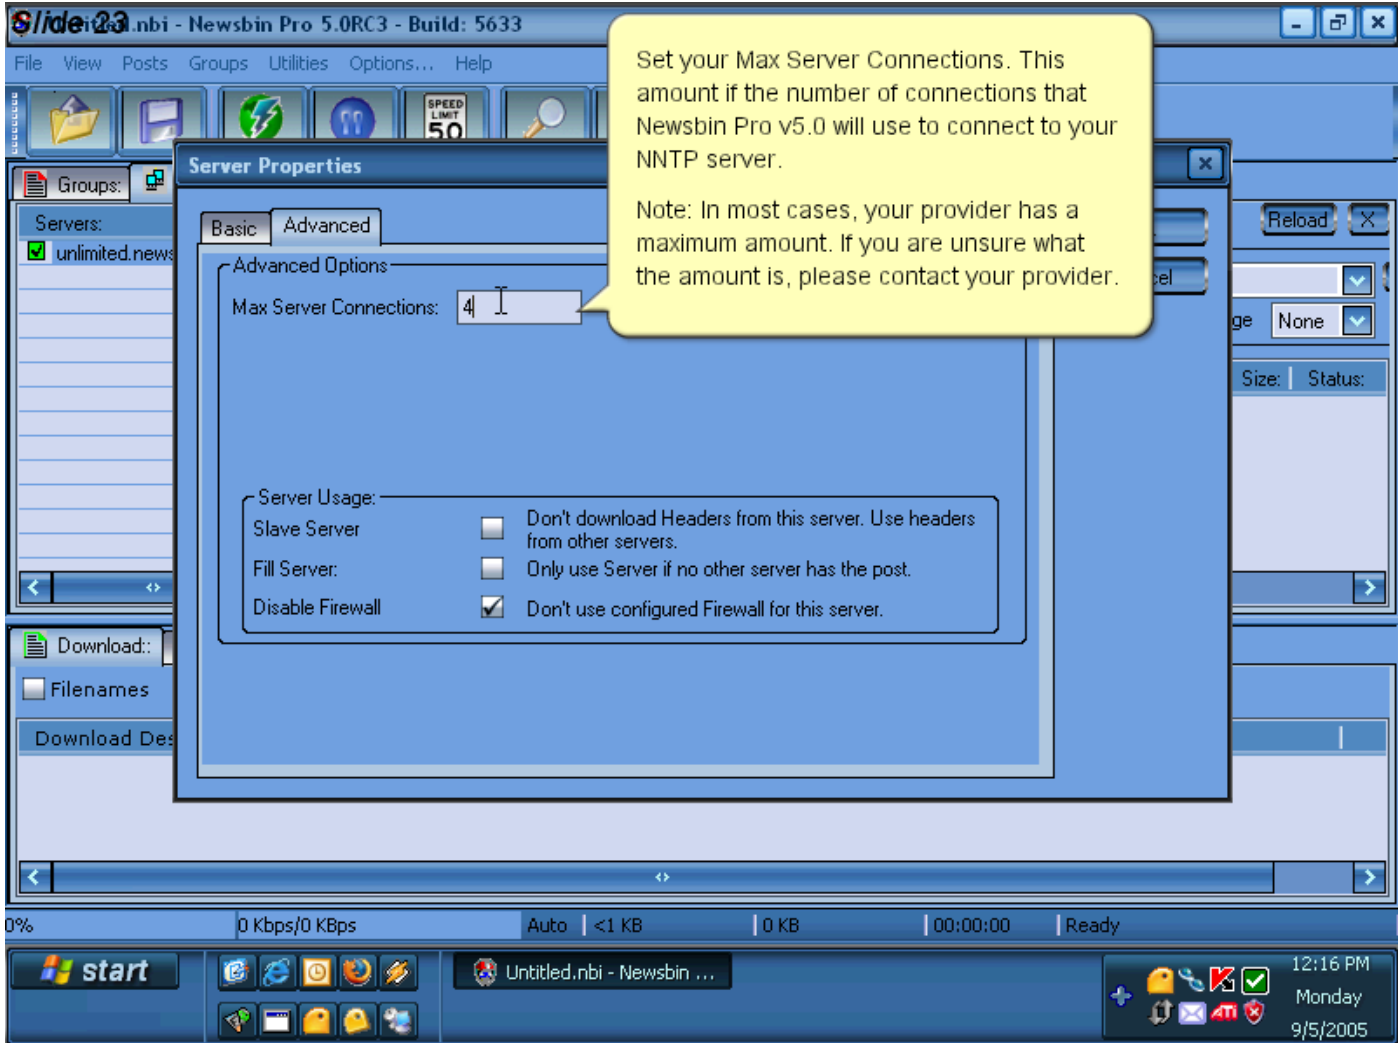 Slide 23
Untitled.nbi - Newsbin Pro 5.0RC3 - Build: 5633
File View Posts Groups Utilities Options... Help
SPEED
LIMIT
50
Set your Max Server Connections. This
amount if the number of connections that
Newsbin Pro v5.0 will use to connect to your
NNTP server.
Note: In most cases, your provider has a
maximum amount. If you are unsure what
the amount is, please contact your provider.
Server Properties
Groups:
Servers:
unlimited.news
Basic Advanced
Reload X
Advanced Options
Max Server Connections: 4
None
Size: Status:
Server Usage:
Slave Server
Don't download Headers from this server. Use headers
from other servers.
Fill Server:
Only use Server if no other server has the post.
Disable Firewall
Don't use configured Firewall for this server.
Download::
Filenames
Download Des
0% 0 Kbps/0 KBps Auto <1 KB 0 KB 00:00:00 Ready
start
Untitled.nbi - Newsbin ...
ATI
12:16 PM
Monday
9/5/2005